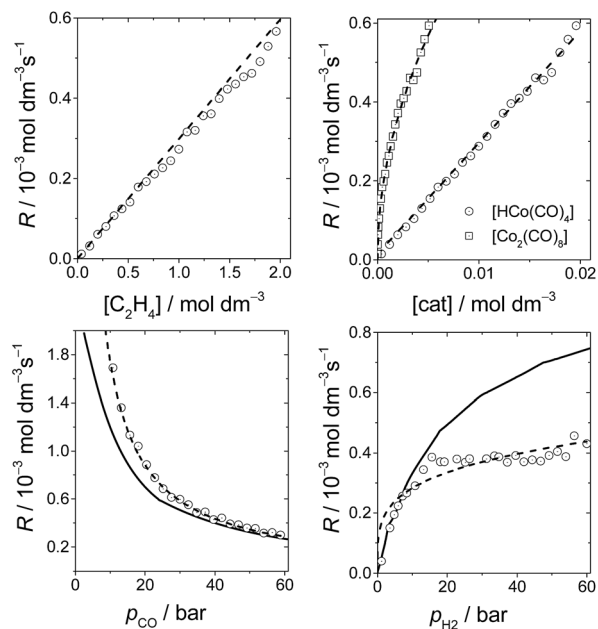 0.6
0.4
0.2
0.0
R / 10⁻³ mol dm⁻³s⁻¹
0.0 0.5 1.0 1.5 2.0
[C₂H₄] / mol dm⁻³
0.6
0.4
0.2
0.0
R / 10⁻³ mol dm⁻³s⁻¹
[HCo(CO)₄]
[Co₂(CO)₈]
0.00 0.01 0.02
[cat] / mol dm⁻³
1.8
1.4
1.0
0.6
0.2
R / 10⁻³ mol dm⁻³s⁻¹
0 20 40 60
p_CO / bar
0.8
0.6
0.4
0.2
0.0
R / 10⁻³ mol dm⁻³s⁻¹
0 20 40 60
p_H2 / bar